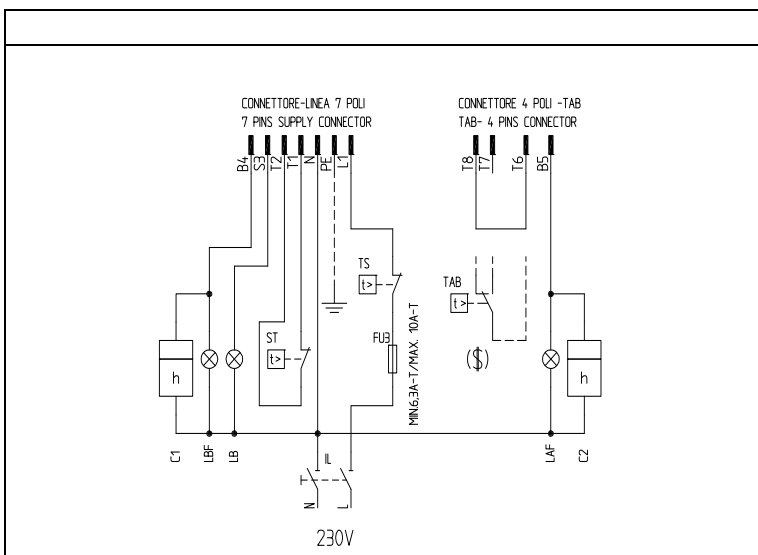 CONNETTORE-LINEA 7 POLI
7 PINS SUPPLY CONNECTOR
CONNETTORE 4 POLI -TAB
TAB- 4 PINS CONNECTOR
B4
S3
T2
T1
N
PE
L1
T8
T7
T6
B5
TS
t>
TAB
t>
ST
t>
FU3
MIN.6,3A-T/MAX. 10A-T
($)
h
h
C1
LBF
LB
IL
LAF
C2
N
L
230V